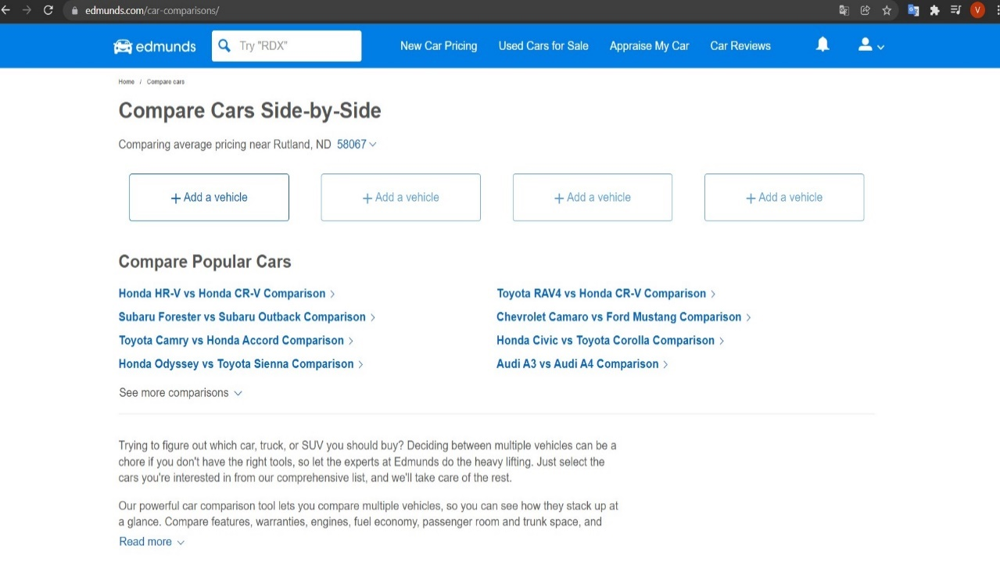 edmunds.com/car-comparisons/
V
edmunds
Try "RDX"
New Car Pricing
Used Cars for Sale
Appraise My Car
Car Reviews
Home / Compare cars
Compare Cars Side-by-Side
Comparing average pricing near Rutland, ND 58067
+ Add a vehicle
+ Add a vehicle
+ Add a vehicle
+ Add a vehicle
Compare Popular Cars
Honda HR-V vs Honda CR-V Comparison
Toyota RAV4 vs Honda CR-V Comparison
Subaru Forester vs Subaru Outback Comparison
Chevrolet Camaro vs Ford Mustang Comparison
Toyota Camry vs Honda Accord Comparison
Honda Civic vs Toyota Corolla Comparison
Honda Odyssey vs Toyota Sienna Comparison
Audi A3 vs Audi A4 Comparison
See more comparisons
Trying to figure out which car, truck, or SUV you should buy? Deciding between multiple vehicles can be a
chore if you don't have the right tools, so let the experts at Edmunds do the heavy lifting. Just select the
cars you're interested in from our comprehensive list, and we'll take care of the rest.
Our powerful car comparison tool lets you compare multiple vehicles, so you can see how they stack up at
a glance. Compare features, warranties, engines, fuel economy, passenger room and trunk space, and
Read more